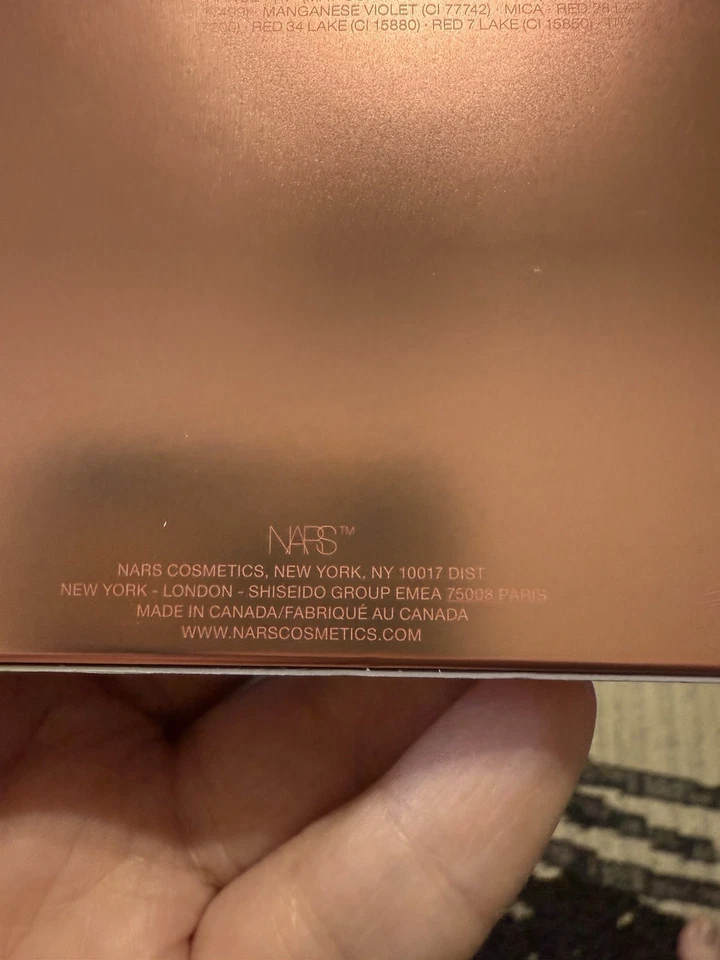 MANGANESE VIOLET (CI 77742) · MICA · RED 28 LAKE
RED 34 LAKE (CI 15880) · RED 7 LAKE (CI 15850)
NARS™
NARS COSMETICS, NEW YORK, NY 10017 DIST
NEW YORK - LONDON - SHISEIDO GROUP EMEA 75008 PARIS
MADE IN CANADA/FABRIQUÉ AU CANADA
WWW.NARSCOSMETICS.COM